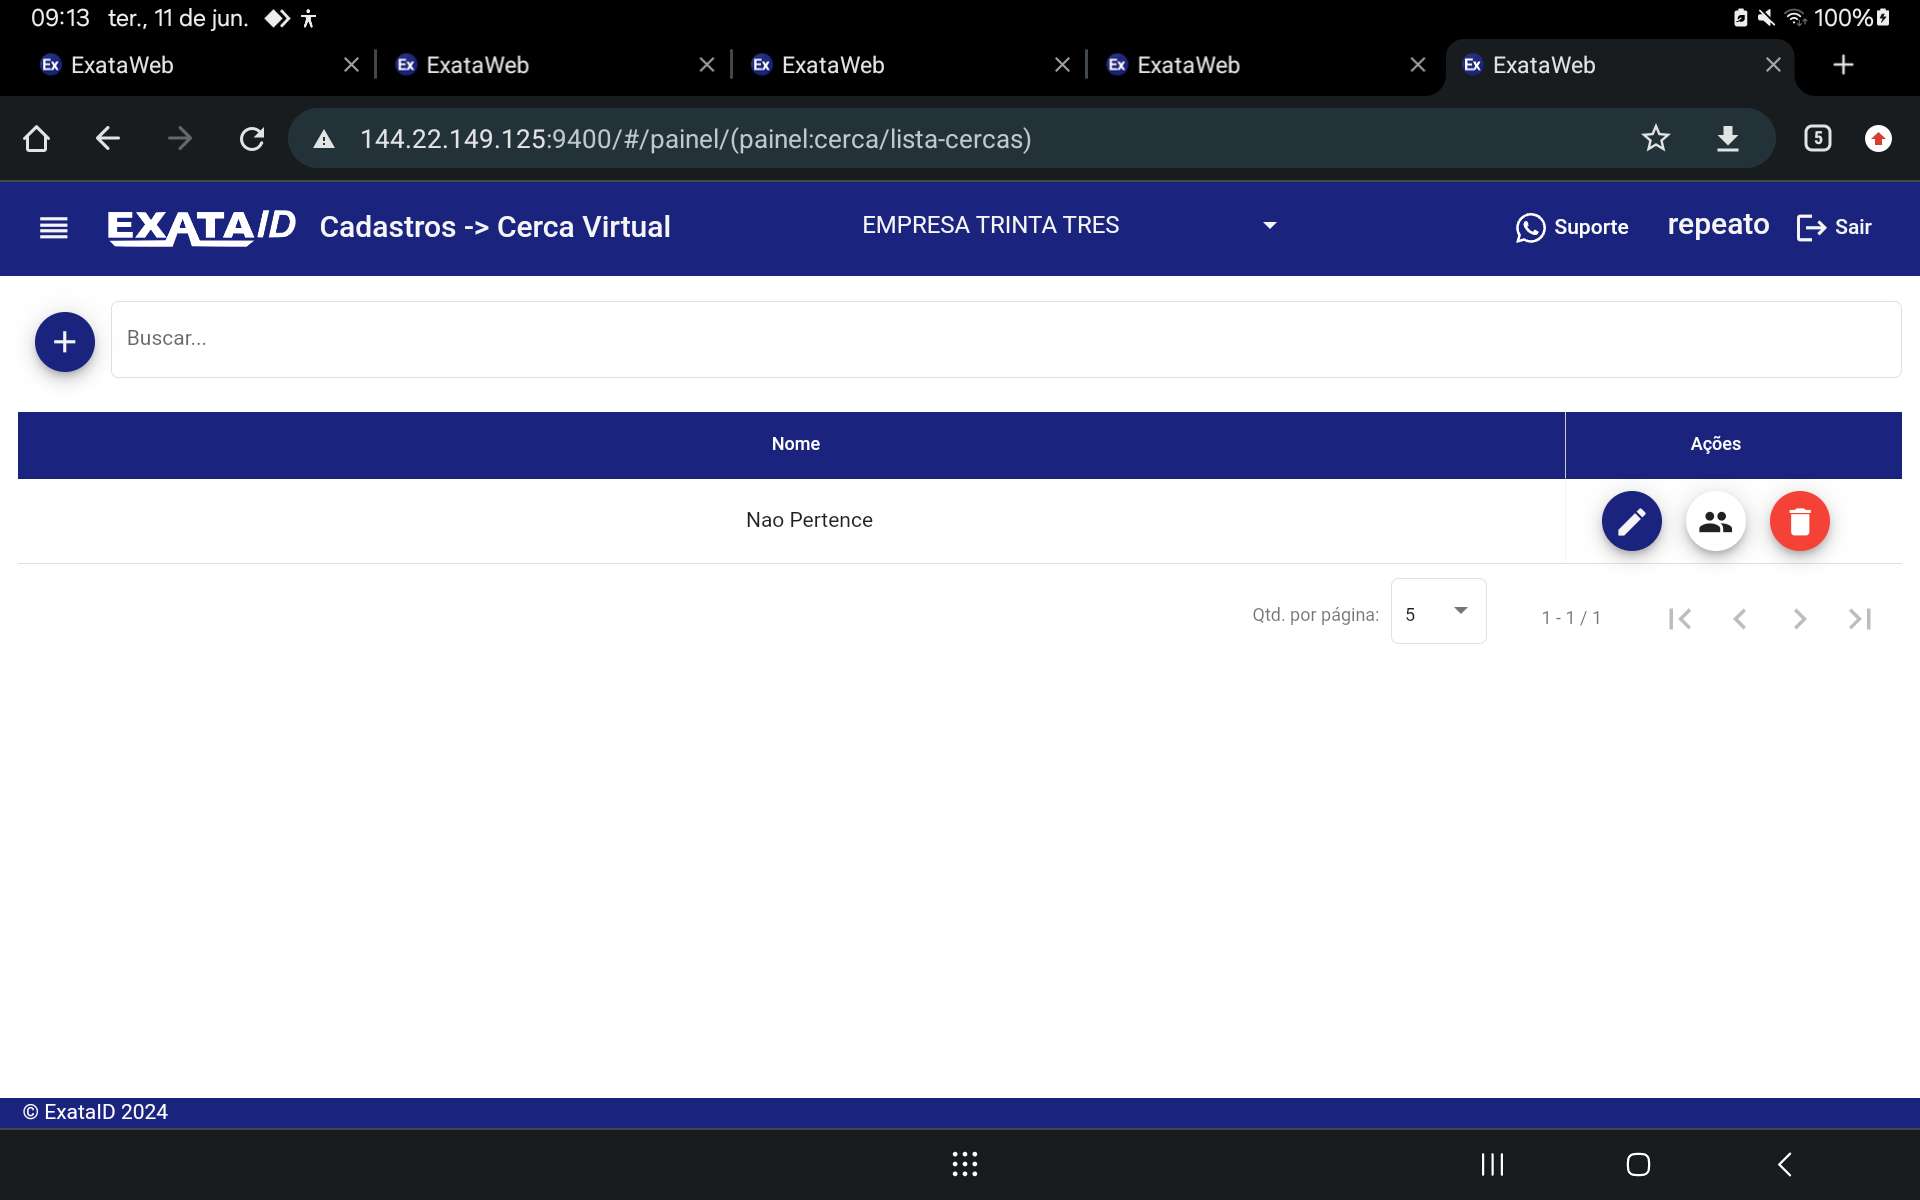 09:13 ter., 11 de jun. 100%
Ex ExataWeb Ex ExataWeb Ex ExataWeb Ex ExataWeb Ex ExataWeb
144.22.149.125:9400/#/painel/(painel:cerca/lista-cercas) 5
EXATAID Cadastros -> Cerca Virtual EMPRESA TRINTA TRES Suporte repeato Sair
Buscar...
Nome Ações
Nao Pertence
Qtd. por página: 5 1 - 1 / 1
© ExataID 2024